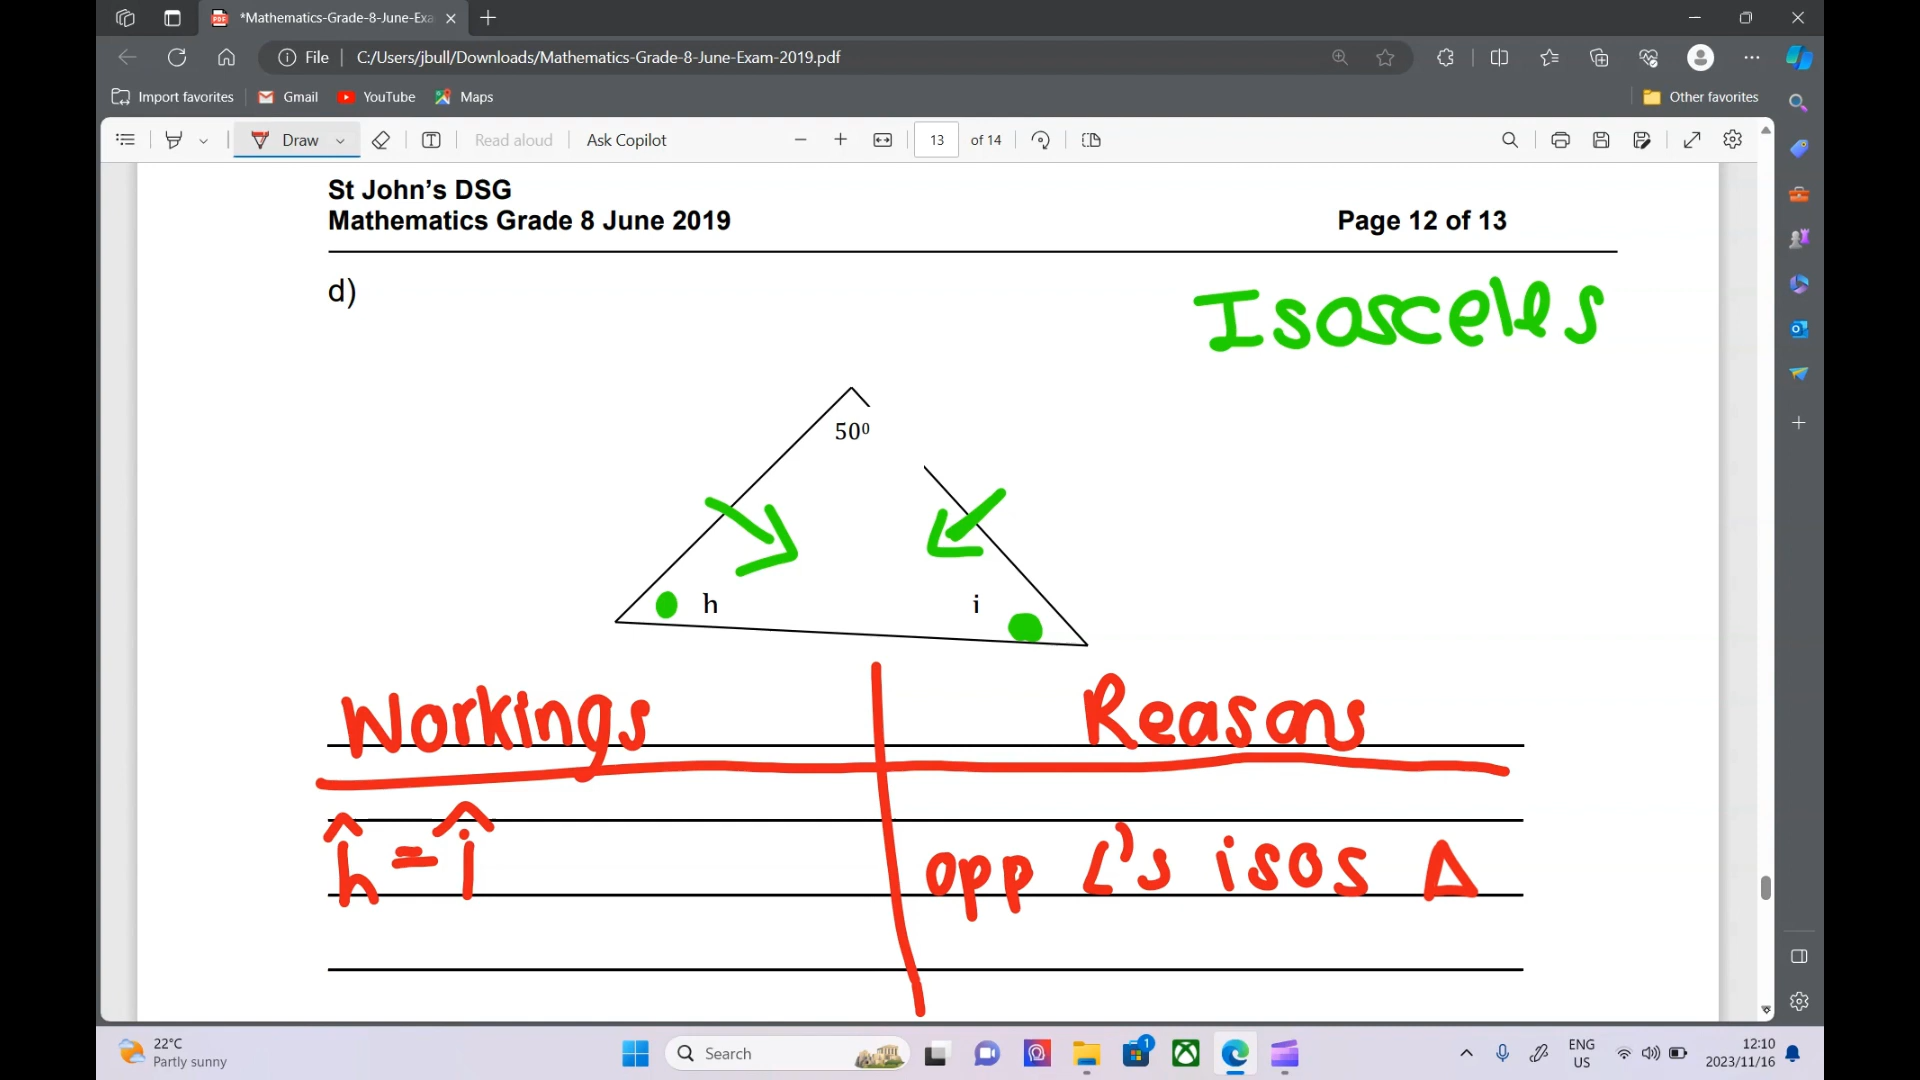 *Mathematics-Grade-8-June-Exa
File C:/Users/jbull/Downloads/Mathematics-Grade-8-June-Exam-2019.pdf
Import favorites Gmail YouTube Maps Other favorites
Draw Read aloud Ask Copilot 13 of 14
St John's DSG
Mathematics Grade 8 June 2019 Page 12 of 13
d) Isosceles
50⁰
h i
Workings Reasons
ĥ = î opp ∠'s isos Δ
22°C
Partly sunny
Search
1
ENG
US
12:10
2023/11/16